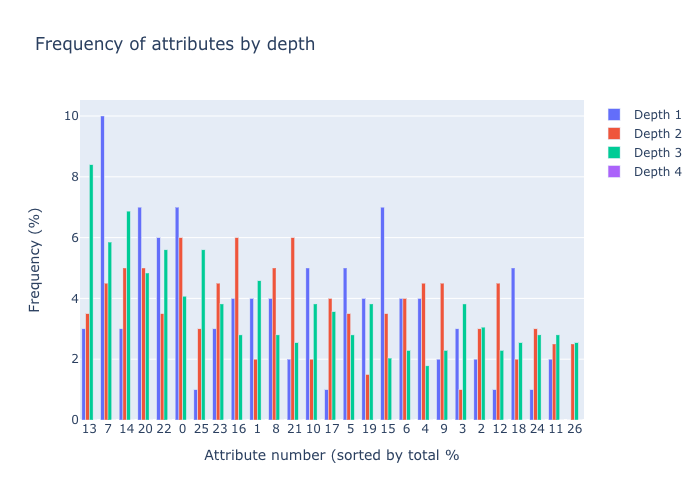 Frequency of attributes by depth
Depth 1
Depth 2
Depth 3
Depth 4
Frequency (%)
10
8
6
4
2
0
13 7 14 20 22 0 25 23 16 1 8 21 10 17 5 19 15 6 4 9 3 2 12 18 24 11 26
Attribute number (sorted by total %